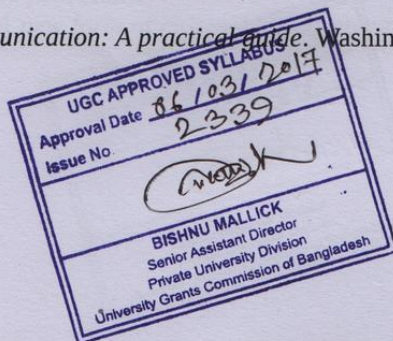 unication: A practical guide. Washin
UGC APPROVED SYLLABUS
Approval Date 06/03/2017
Issue No. 2339
BISHNU MALLICK
Senior Assistant Director
Private University Division
University Grants Commission of Bangladesh